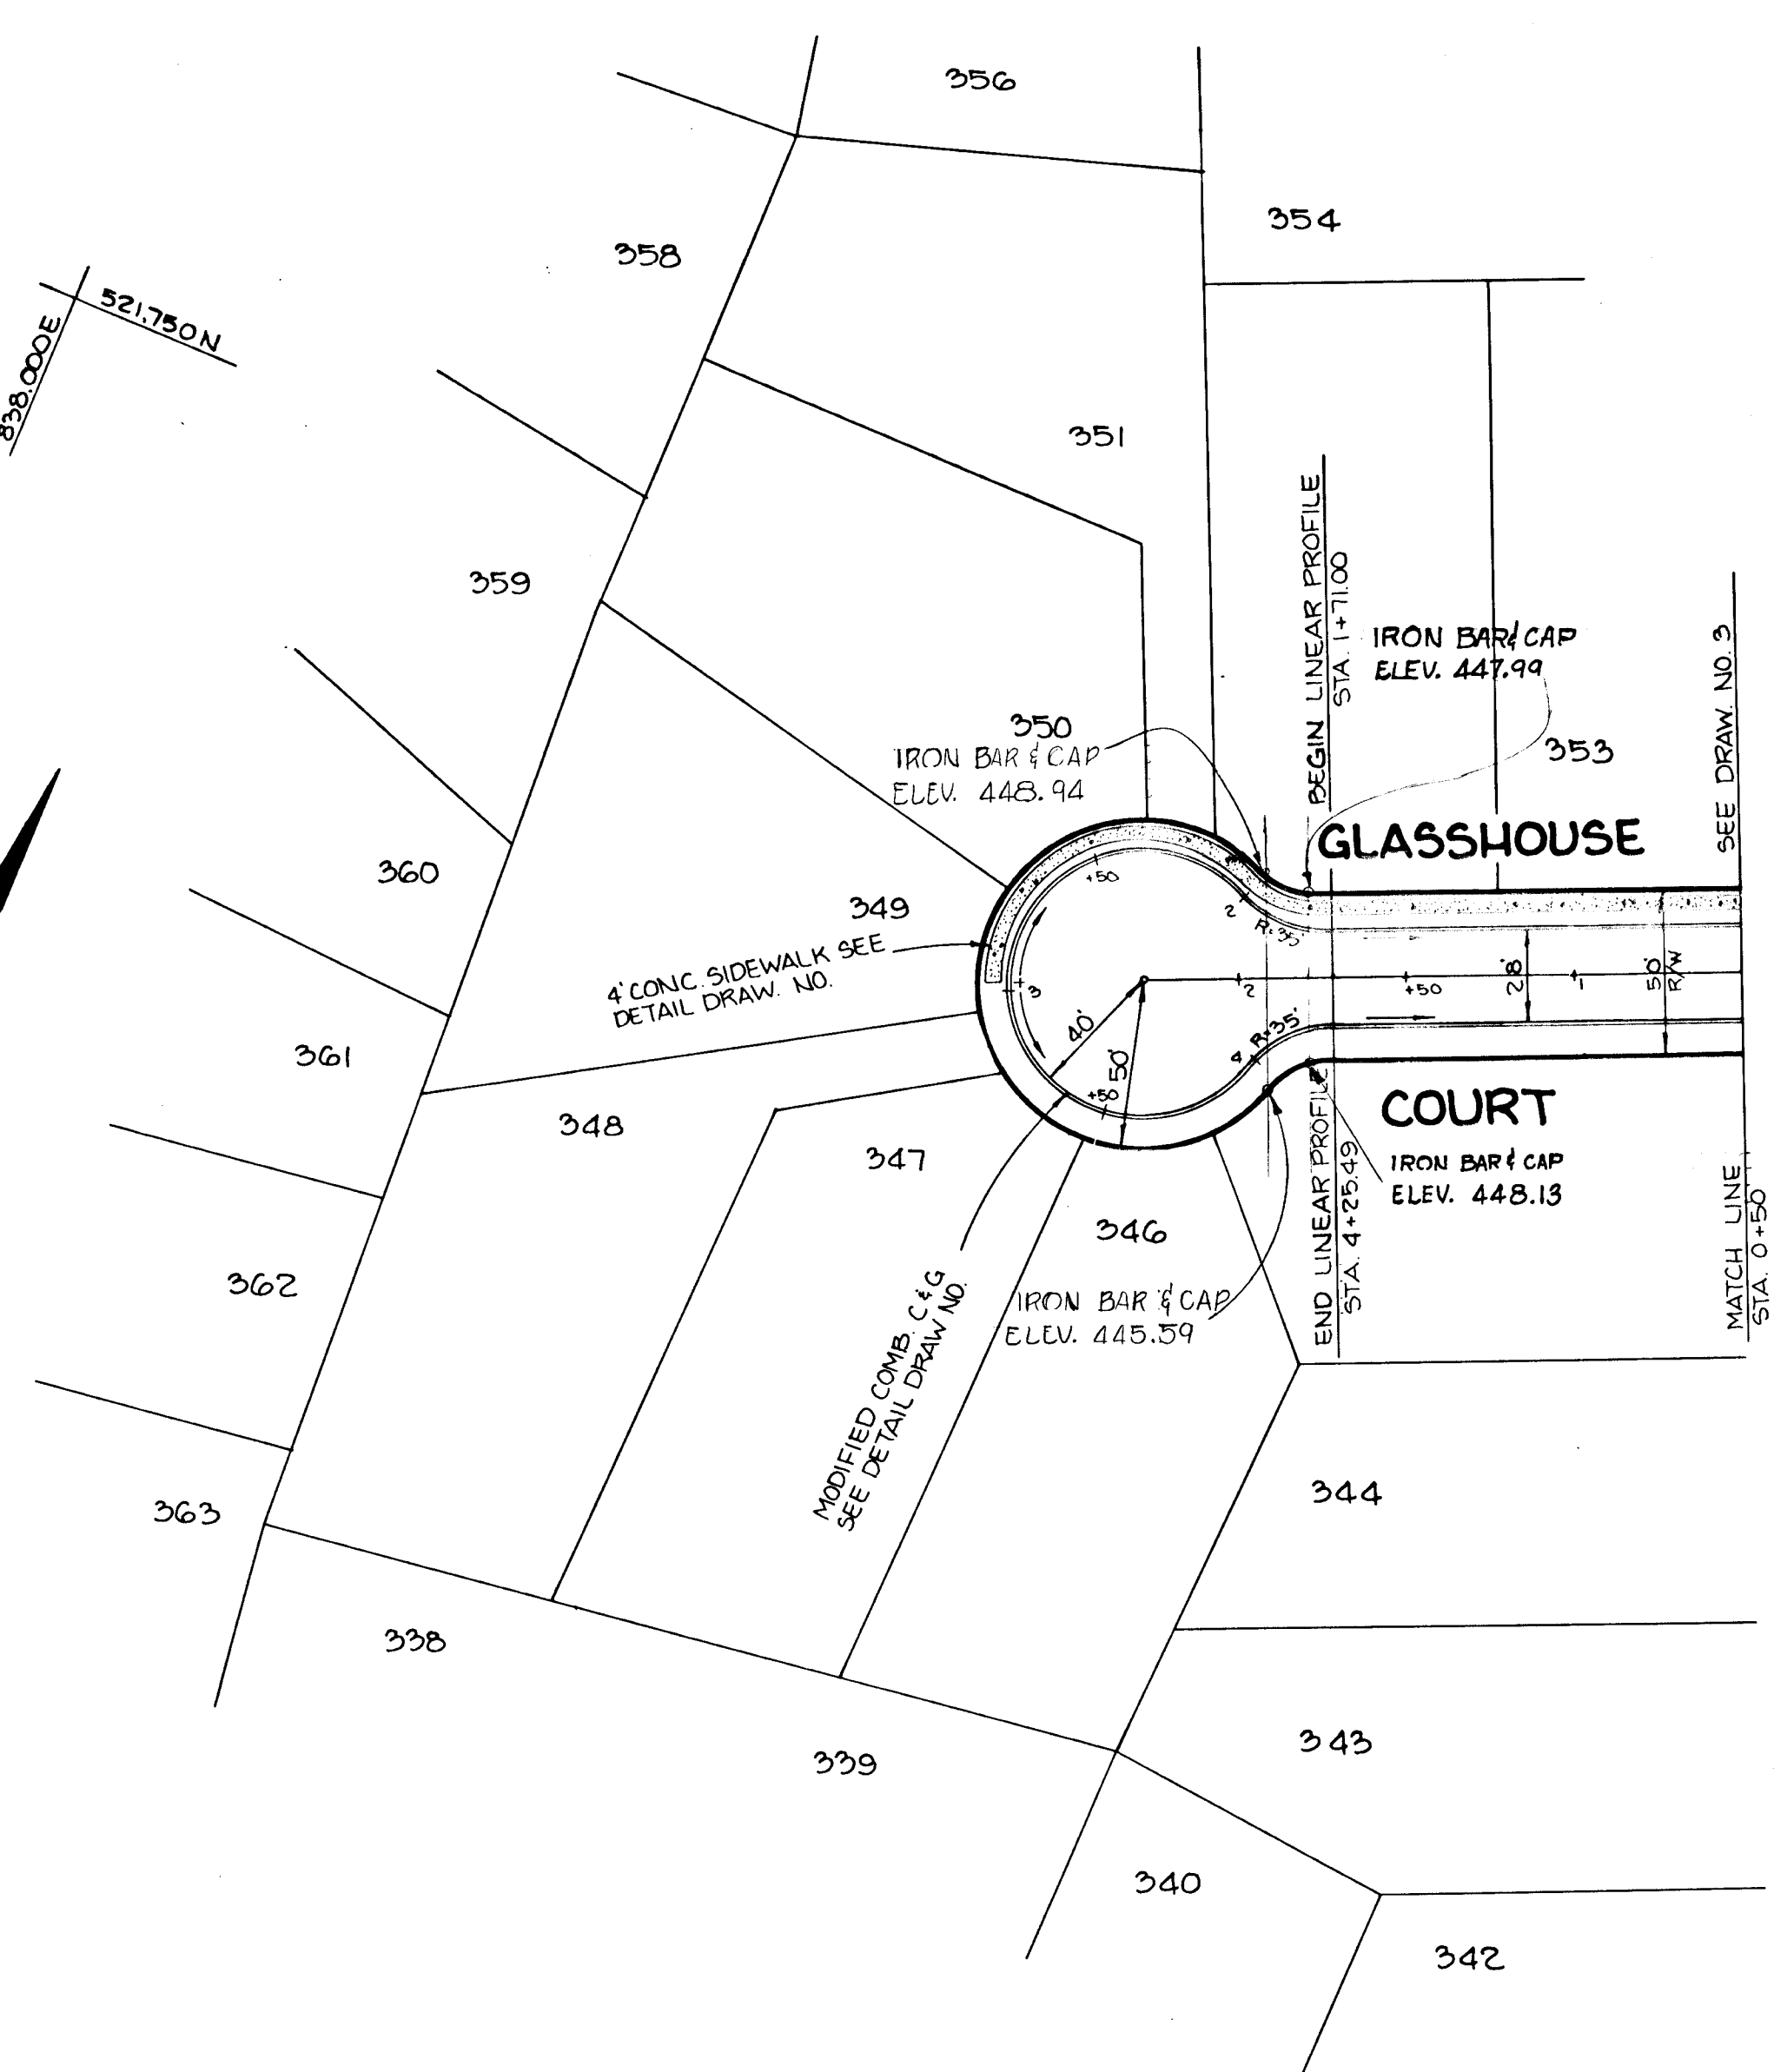 356
354
358
521,750 N
838,000E
351
359
BEGIN LINEAR PROFILE
STA. 1+71.00
IRON BAR & CAP
ELEV. 447.99
SEE DRAW. NO. 3
350
IRON BAR & CAP
ELEV. 448.94
353
GLASSHOUSE
360
+50
349
2
R=35'
4' CONC. SIDEWALK SEE
DETAIL DRAW. NO.
3
2
+50
28'
1
50'
R/W
40'
50'
4
R=35'
+50
361
348
347
COURT
IRON BAR & CAP
ELEV. 448.13
346
END LINEAR PROFILE
STA. 4+25.49
MATCH LINE
STA. 0+50
362
IRON BAR & CAP
ELEV. 445.59
MODIFIED COMB. C & G
SEE DETAIL DRAW NO.
363
344
338
343
339
340
342